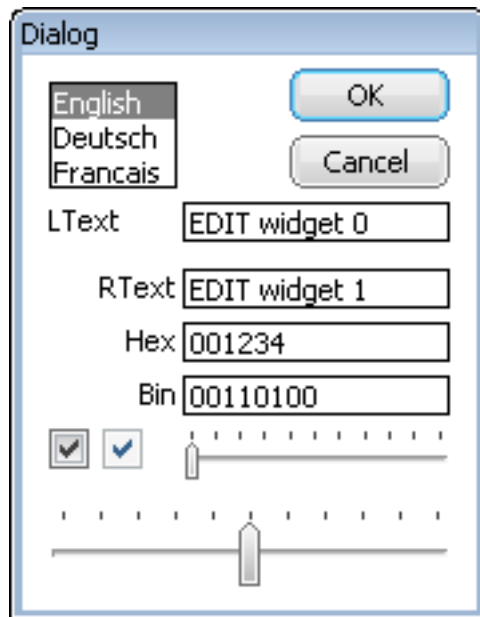 Dialog
English
OK
Deutsch
Cancel
Francais
LText EDIT widget 0
RText EDIT widget 1
Hex 001234
Bin 00110100